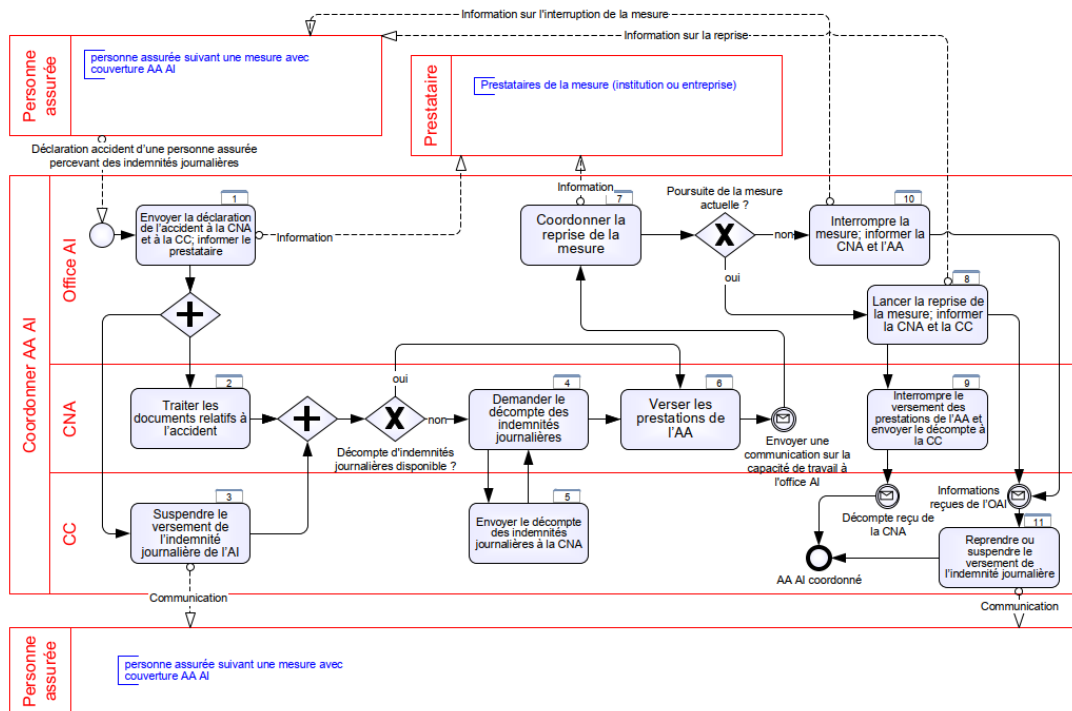 Information sur l'interruption de la mesure
Information sur la reprise
Personne
assurée
personne assurée suivant une mesure avec
couverture AA AI
Prestataire
Prestataires de la mesure (institution ou entreprise)
Déclaration accident d'une personne assurée
percevant des indemnités journalières
Coordonner AA AI
Office AI
1
Envoyer la déclaration
de l'accident à la CNA
et à la CC; informer le
prestataire
Information
Information
7
Coordonner la
reprise de la
mesure
Poursuite de la mesure
actuelle ?
non
oui
10
Interrompre la
mesure; informer la
CNA et l'AA
8
Lancer la reprise de
la mesure; informer
la CNA et la CC
CNA
2
Traiter les
documents relatifs à
l'accident
oui
non
Décompte d'indemnités
journalières disponible ?
4
Demander le
décompte des
indemnités
journalières
6
Verser les
prestations de
l'AA
Envoyer une
communication sur la
capacité de travail à
l'office AI
9
Interrompre le
versement des
prestations de l'AA et
envoyer le décompte à
la CC
CC
3
Suspendre le
versement de
l'indemnité
journalière de l'AI
5
Envoyer le décompte
des indemnités
journalières à la CNA
Décompte reçu de
la CNA
Informations
reçues de l'OAI
AA AI coordonné
11
Reprendre ou
suspendre le
versement de
l'indemnité journalière
Communication
Communication
Personne
assurée
personne assurée suivant une mesure avec
couverture AA AI